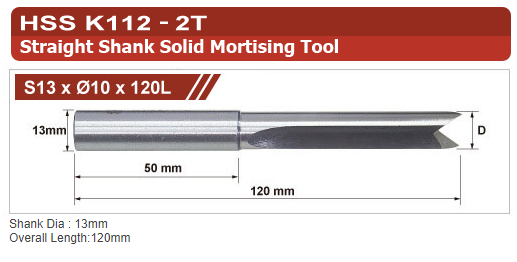 HSS K112 - 2T
Straight Shank Solid Mortising Tool
S13 x Ø10 x 120L
13mm
D
50 mm
120 mm
Shank Dia : 13mm
Overall Length:120mm